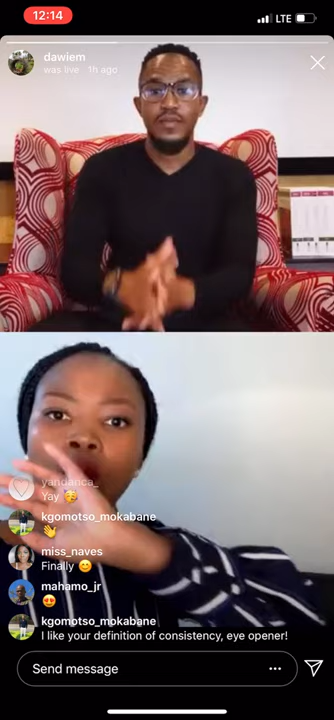 12:14
LTE
dawiem
was live · 1h ago
yandanca_
Yay 🥳
kgomotso_mokabane
👋
miss_naves
Finally 😊
mahamo_jr
😍
kgomotso_mokabane
I like your definition of consistency, eye opener!
Send message